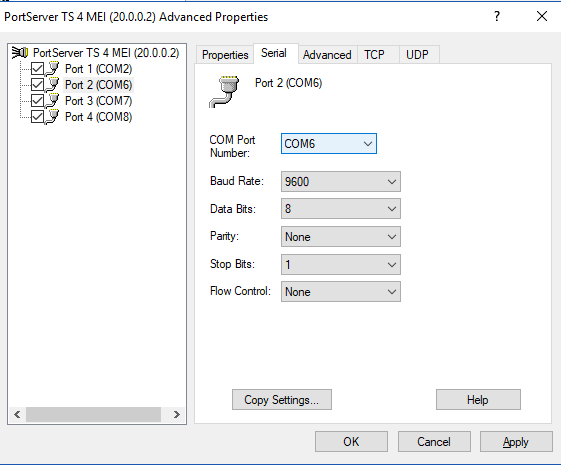 PortServer TS 4 MEI (20.0.0.2) Advanced Properties
?
PortServer TS 4 MEI (20.0.0.2)
Port 1 (COM2)
Port 2 (COM6)
Port 3 (COM7)
Port 4 (COM8)
Properties Serial Advanced TCP UDP
Port 2 (COM6)
COM Port
Number:
COM6
Baud Rate: 9600
Data Bits: 8
Parity: None
Stop Bits: 1
Flow Control: None
Copy Settings... Help
OK Cancel Apply